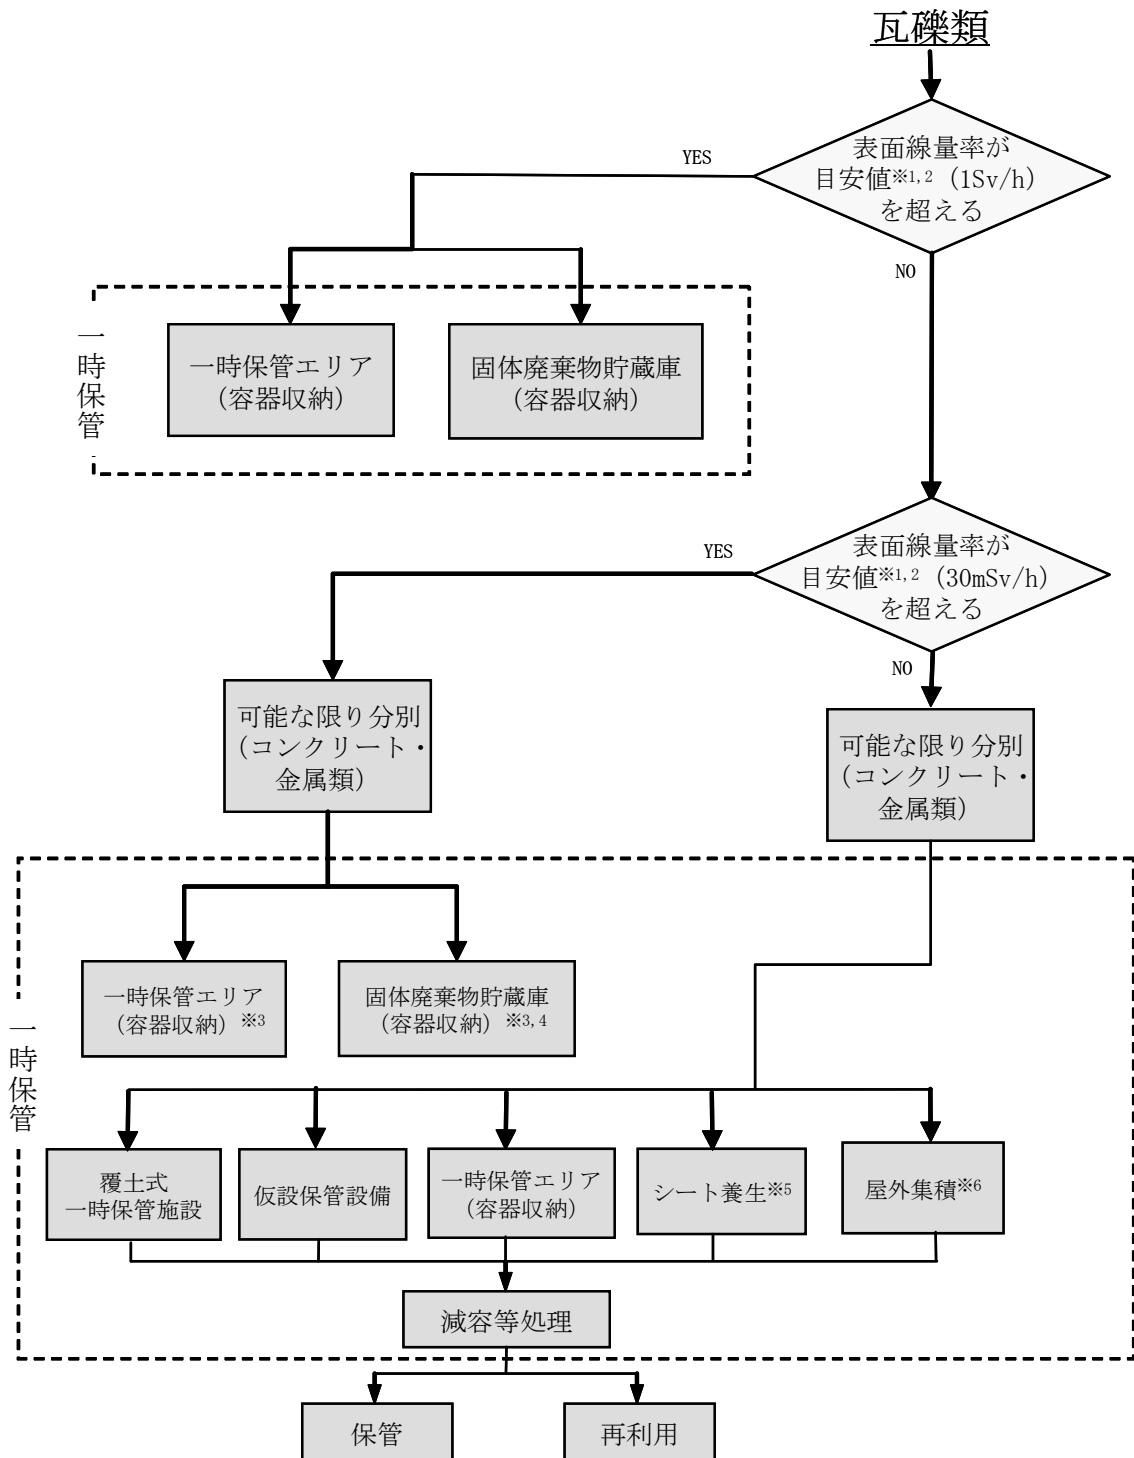 瓦礫類
表面線量率が
目安値※1,2（1Sv/h）
を超える
YES
NO
一時保管
一時保管エリア
（容器収納）
固体廃棄物貯蔵庫
（容器収納）
表面線量率が
目安値※1,2（30mSv/h）
を超える
YES
NO
可能な限り分別
（コンクリート・
金属類）
可能な限り分別
（コンクリート・
金属類）
一時保管
一時保管エリア
（容器収納）※3
固体廃棄物貯蔵庫
（容器収納）※3,4
覆土式
一時保管施設
仮設保管設備
一時保管エリア
（容器収納）
シート養生※5
屋外集積※6
減容等処理
保管
再利用